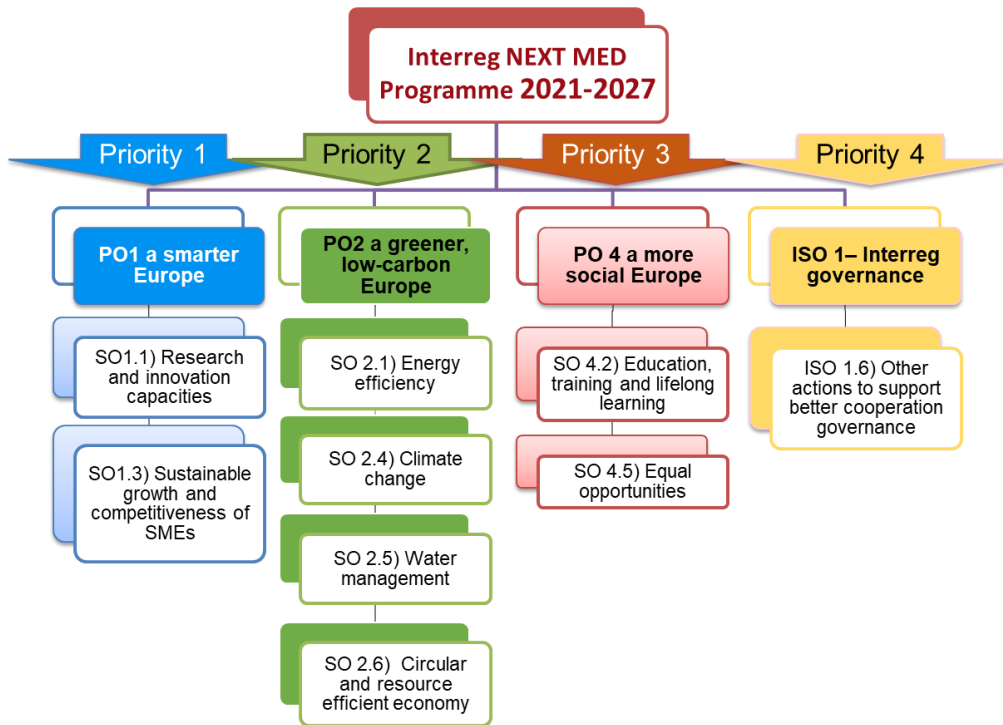 Interreg NEXT MED
Programme 2021-2027
Priority 1
Priority 2
Priority 3
Priority 4
PO1 a smarter
Europe
SO1.1) Research
and innovation
capacities
SO1.3) Sustainable
growth and
competitiveness of
SMEs
PO2 a greener,
low-carbon
Europe
SO 2.1) Energy
efficiency
SO 2.4) Climate
change
SO 2.5) Water
management
SO 2.6) Circular
and resource
efficient economy
PO 4 a more
social Europe
SO 4.2) Education,
training and lifelong
learning
SO 4.5) Equal
opportunities
ISO 1– Interreg
governance
ISO 1.6) Other
actions to support
better cooperation
governance